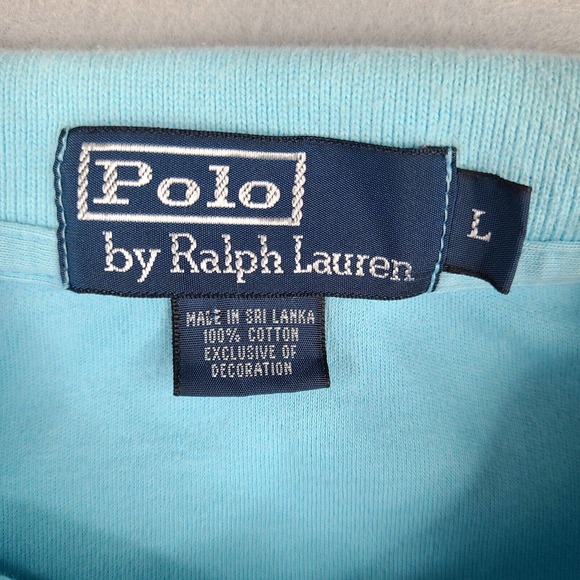 Polo
by Ralph Lauren
L
MADE IN SRI LANKA
100% COTTON
EXCLUSIVE OF
DECORATION